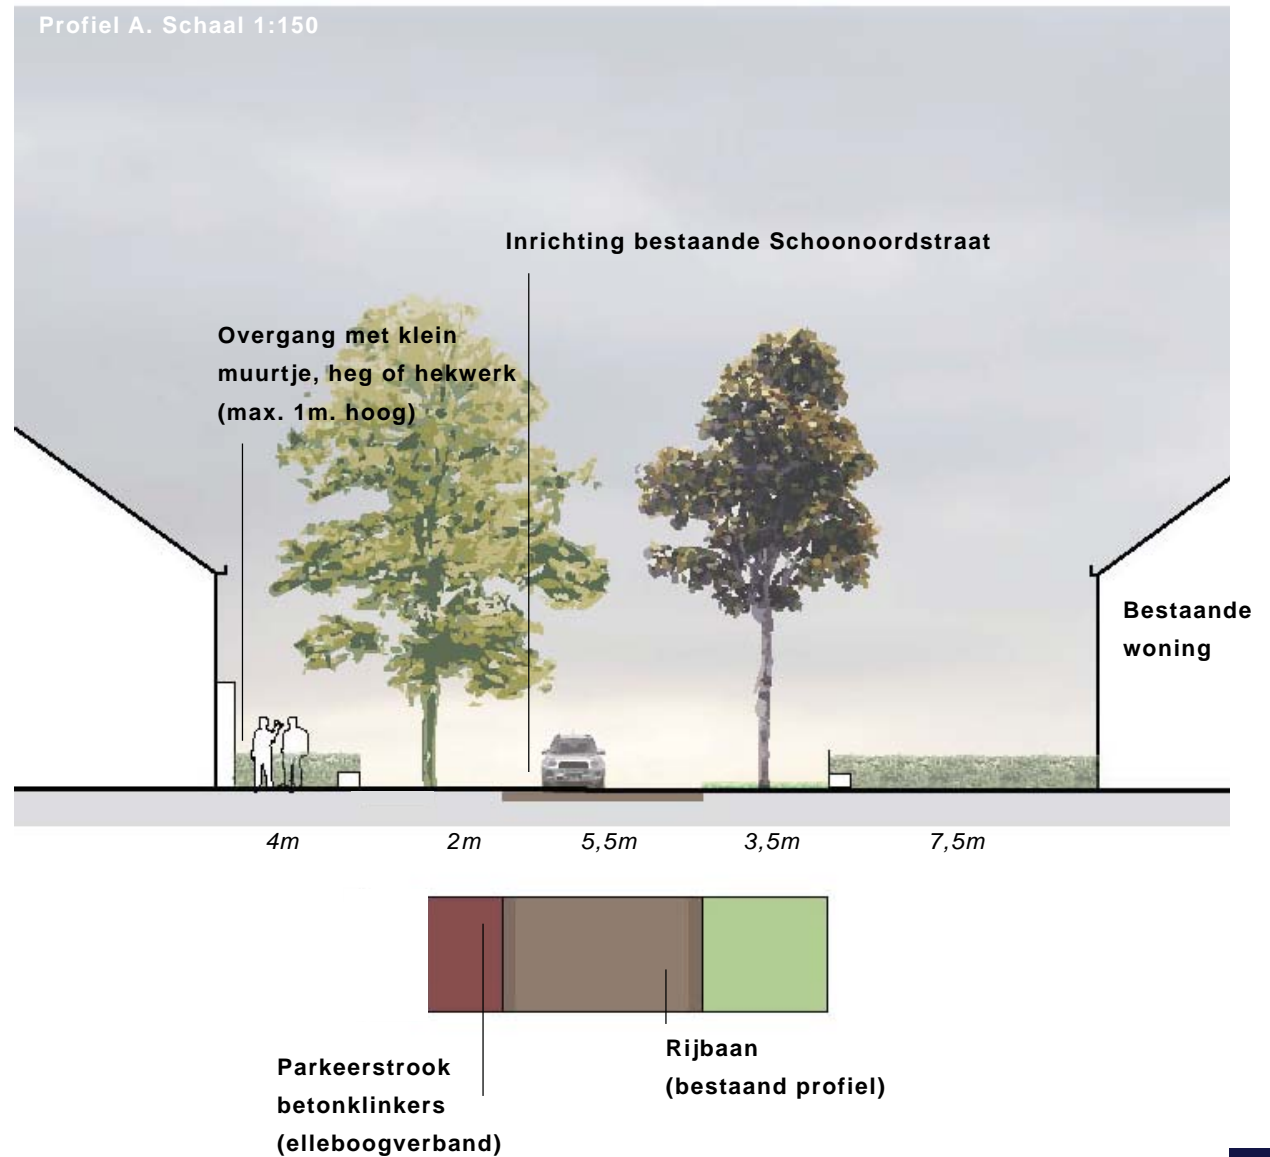 Profiel A. Schaal 1:150
Inrichting bestaande Schoonoordstraat
Overgang met klein
muurtje, heg of hekwerk
(max. 1m. hoog)
Bestaande
woning
4m 2m 5,5m 3,5m 7,5m
Rijbaan
(bestaand profiel)
Parkeerstrook
betonklinkers
(elleboogverband)